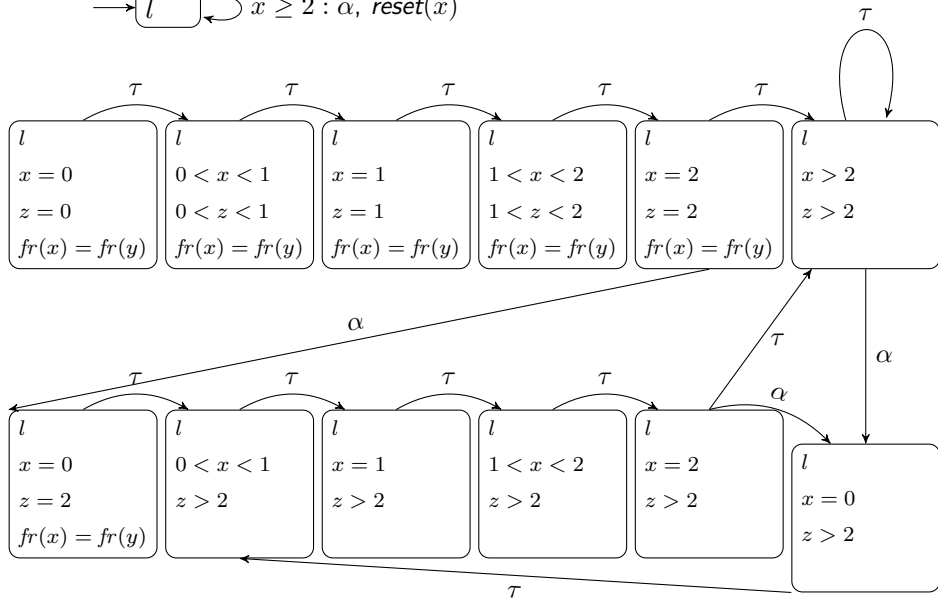 l x ≥ 2 : α, reset(x)
τ
τ τ τ τ τ
l l l l l l
x = 0 0 < x < 1 x = 1 1 < x < 2 x = 2 x > 2
z = 0 0 < z < 1 z = 1 1 < z < 2 z = 2 z > 2
fr(x) = fr(y) fr(x) = fr(y) fr(x) = fr(y) fr(x) = fr(y) fr(x) = fr(y)
α
τ
α
τ τ τ τ
α
l l l l l
x = 0 0 < x < 1 x = 1 1 < x < 2 x = 2
z = 2 z > 2 z > 2 z > 2 z > 2
fr(x) = fr(y)
l
x = 0
z > 2
τ